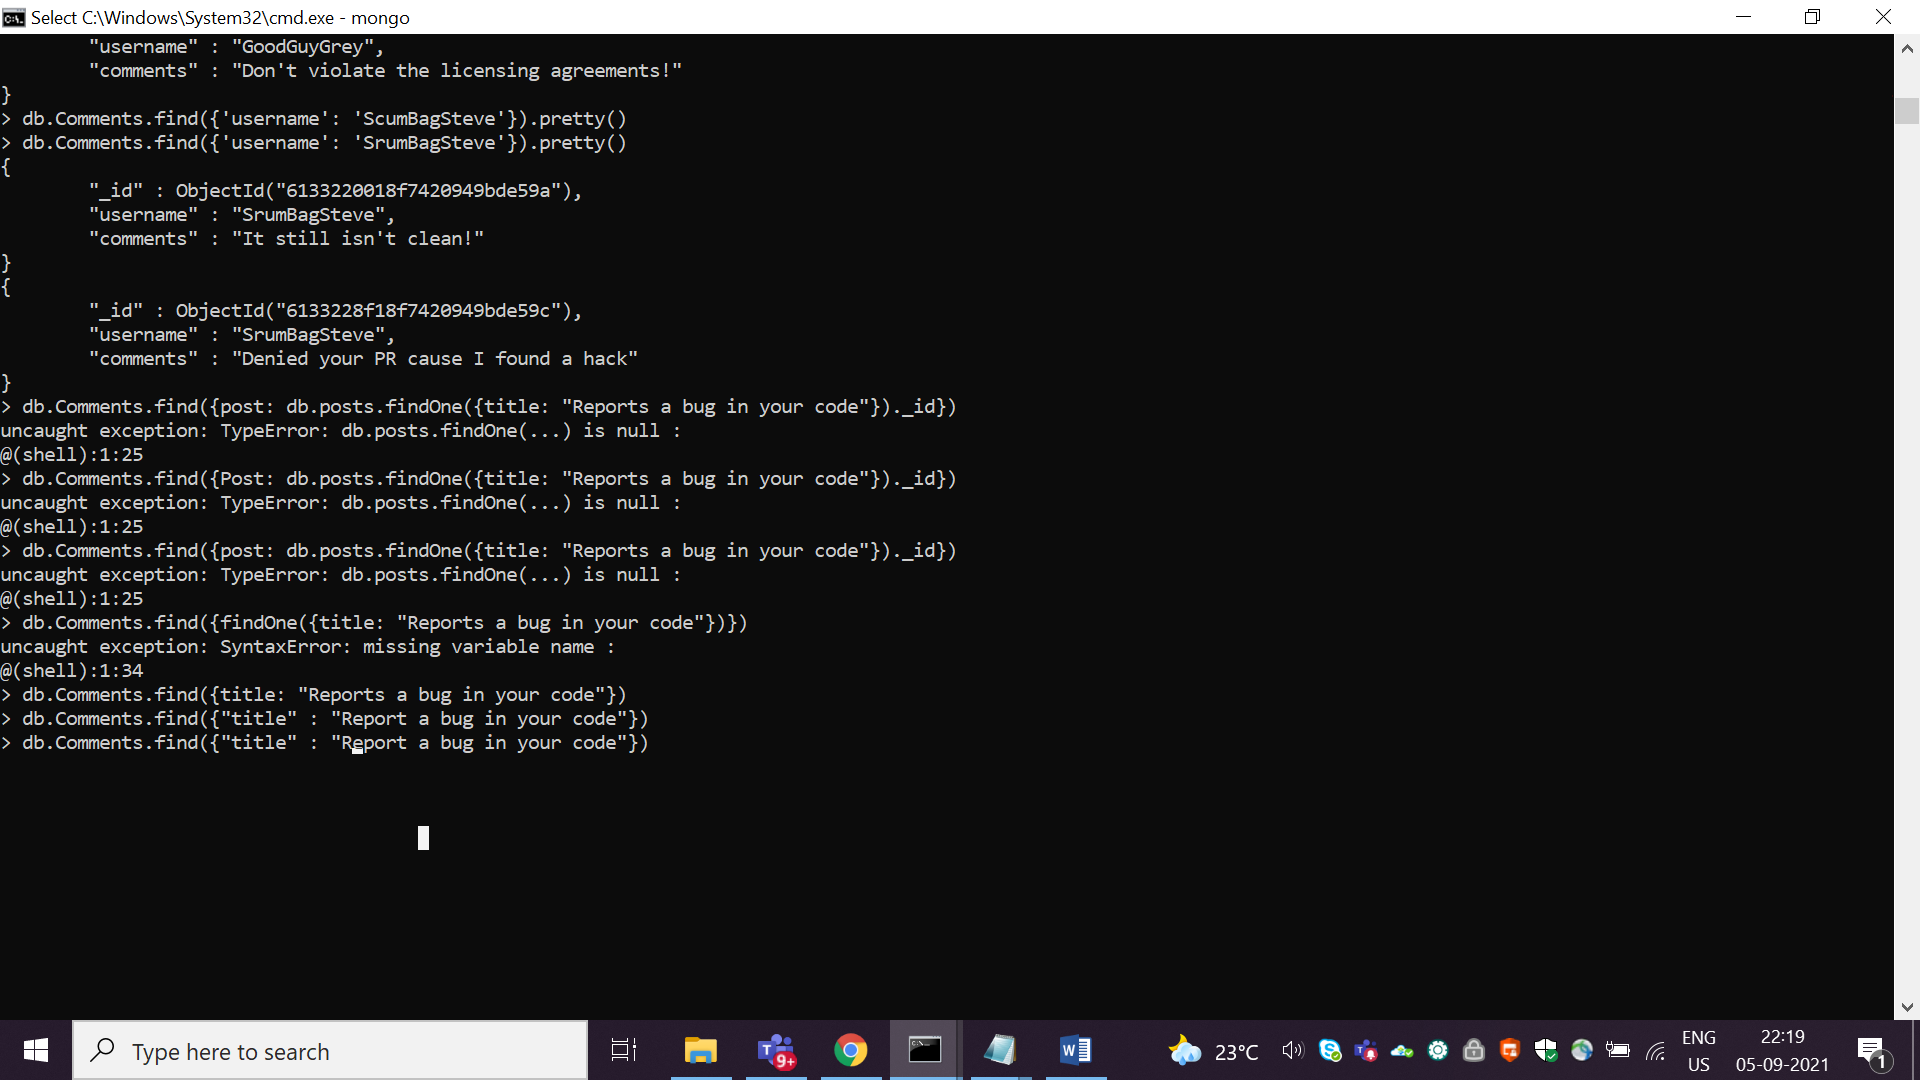 Select C:\Windows\System32\cmd.exe - mongo
"username" : "GoodGuyGrey",
"comments" : "Don't violate the licensing agreements!"
}
> db.Comments.find({'username': 'ScumBagSteve'}).pretty()
> db.Comments.find({'username': 'SrumBagSteve'}).pretty()
{
"_id" : ObjectId("6133220018f7420949bde59a"),
"username" : "SrumBagSteve",
"comments" : "It still isn't clean!"
}
{
"_id" : ObjectId("6133228f18f7420949bde59c"),
"username" : "SrumBagSteve",
"comments" : "Denied your PR cause I found a hack"
}
> db.Comments.find({post: db.posts.findOne({title: "Reports a bug in your code"})._id})
uncaught exception: TypeError: db.posts.findOne(...) is null :
@(shell):1:25
> db.Comments.find({Post: db.posts.findOne({title: "Reports a bug in your code"})._id})
uncaught exception: TypeError: db.posts.findOne(...) is null :
@(shell):1:25
> db.Comments.find({post: db.posts.findOne({title: "Reports a bug in your code"})._id})
uncaught exception: TypeError: db.posts.findOne(...) is null :
@(shell):1:25
> db.Comments.find({findOne({title: "Reports a bug in your code"})})
uncaught exception: SyntaxError: missing variable name :
@(shell):1:34
> db.Comments.find({title: "Reports a bug in your code"})
> db.Comments.find({"title" : "Report a bug in your code"})
> db.Comments.find({"title" : "Report a bug in your code"})
Type here to search
9+
23°C
ENG
US
22:19
05-09-2021
1